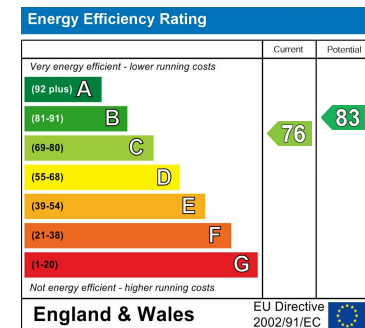 Energy Efficiency Rating
Current Potential
Very energy efficient - lower running costs
(92 plus) A
(81-91) B
(69-80) C
(55-68) D
(39-54) E
(21-38) F
(1-20) G
76
83
Not energy efficient - higher running costs
England & Wales
EU Directive
2002/91/EC